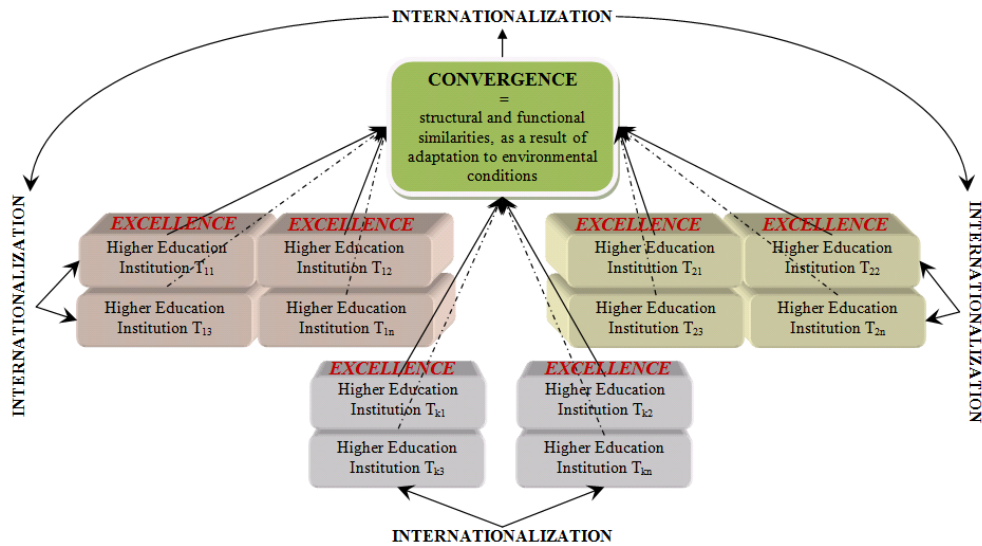 INTERNATIONALIZATION
CONVERGENCE
=
structural and functional
similarities, as a result of
adaptation to environmental
conditions
INTERNATIONALIZATION
EXCELLENCE
Higher Education
Institution T11
EXCELLENCE
Higher Education
Institution T12
Higher Education
Institution T13
Higher Education
Institution T1n
EXCELLENCE
Higher Education
Institution T21
EXCELLENCE
Higher Education
Institution T22
Higher Education
Institution T23
Higher Education
Institution T2n
INTERNATIONALIZATION
EXCELLENCE
Higher Education
Institution Tk1
EXCELLENCE
Higher Education
Institution Tk2
Higher Education
Institution Tk3
Higher Education
Institution Tkn
INTERNATIONALIZATION